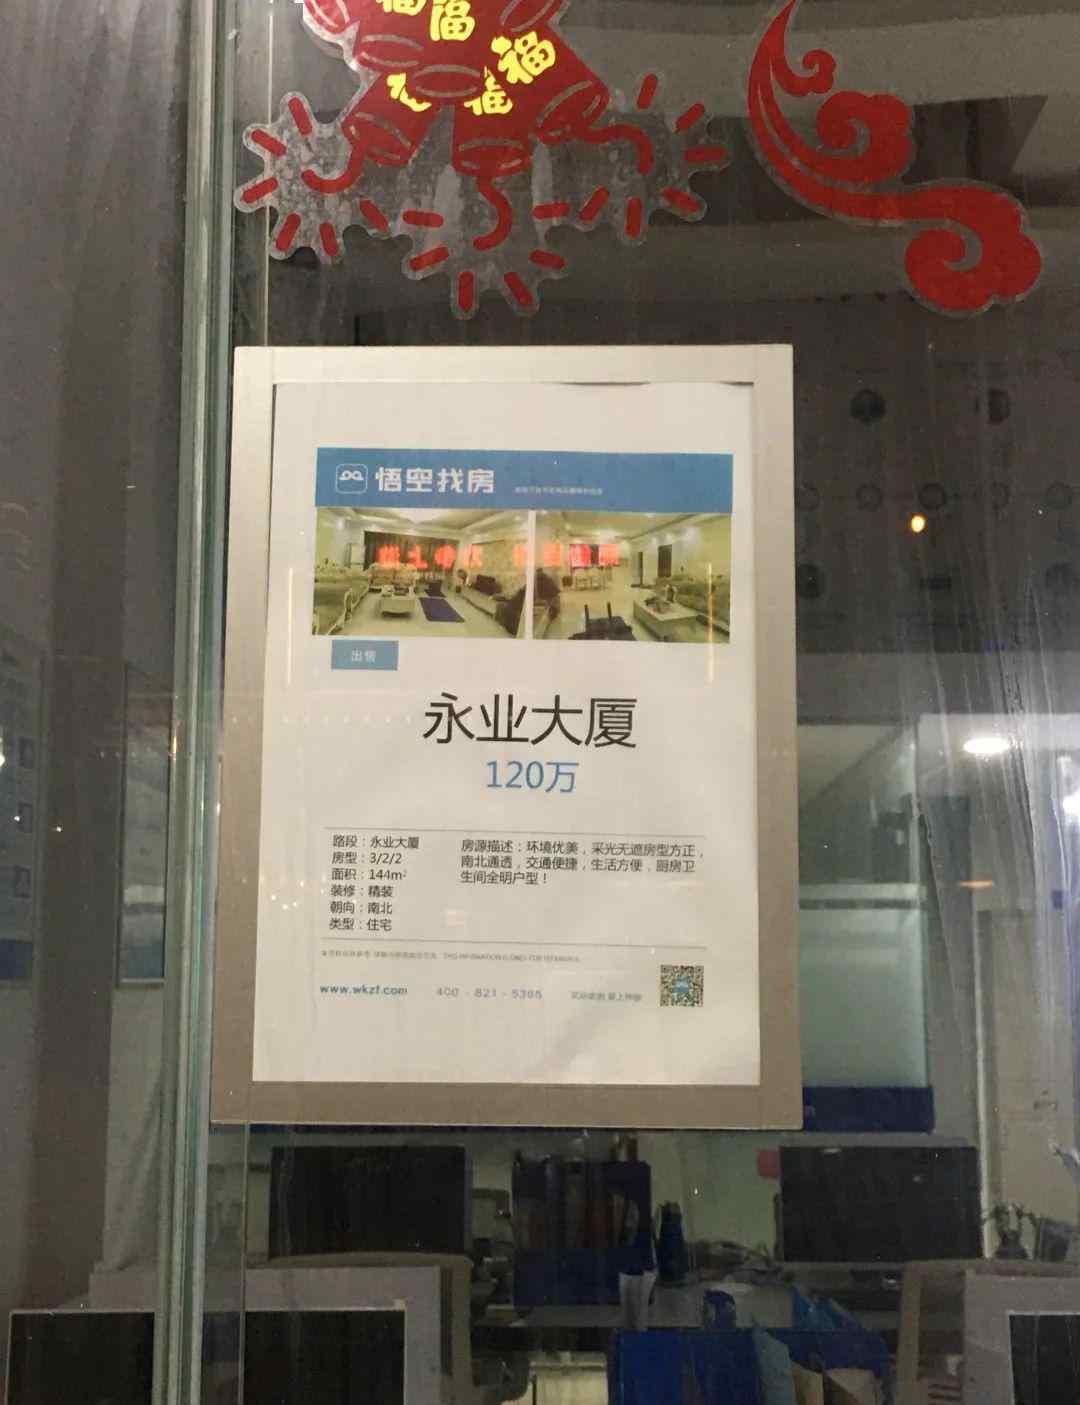 福
福
福
悟空找房
出售
永业大厦
120万
路段：永业大厦
房型：3/2/2
面积：144m²
装修：精装
朝向：南北
类型：住宅
房源描述：环境优美，采光无遮房型方正，
南北通透，交通便捷，生活方便，厨房卫
生间全明户型！
www.wkzf.com
400-821-5365